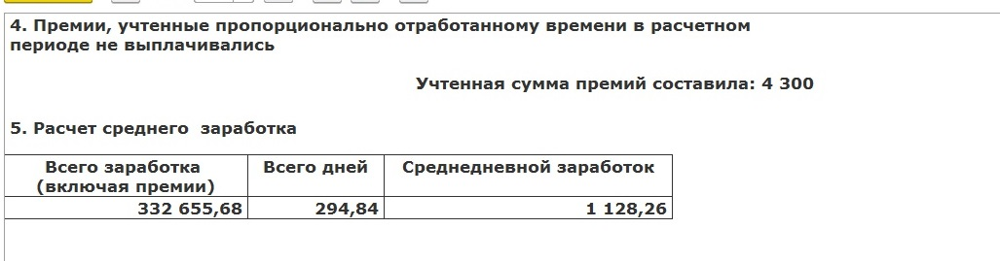 4. Премии, учтенные пропорционально отработанному времени в расчетном
периоде не выплачивались
Учтенная сумма премий составила: 4 300
5. Расчет среднего заработка
Всего заработка Всего дней Среднедневной заработок
(включая премии)
332 655,68 294,84 1 128,26